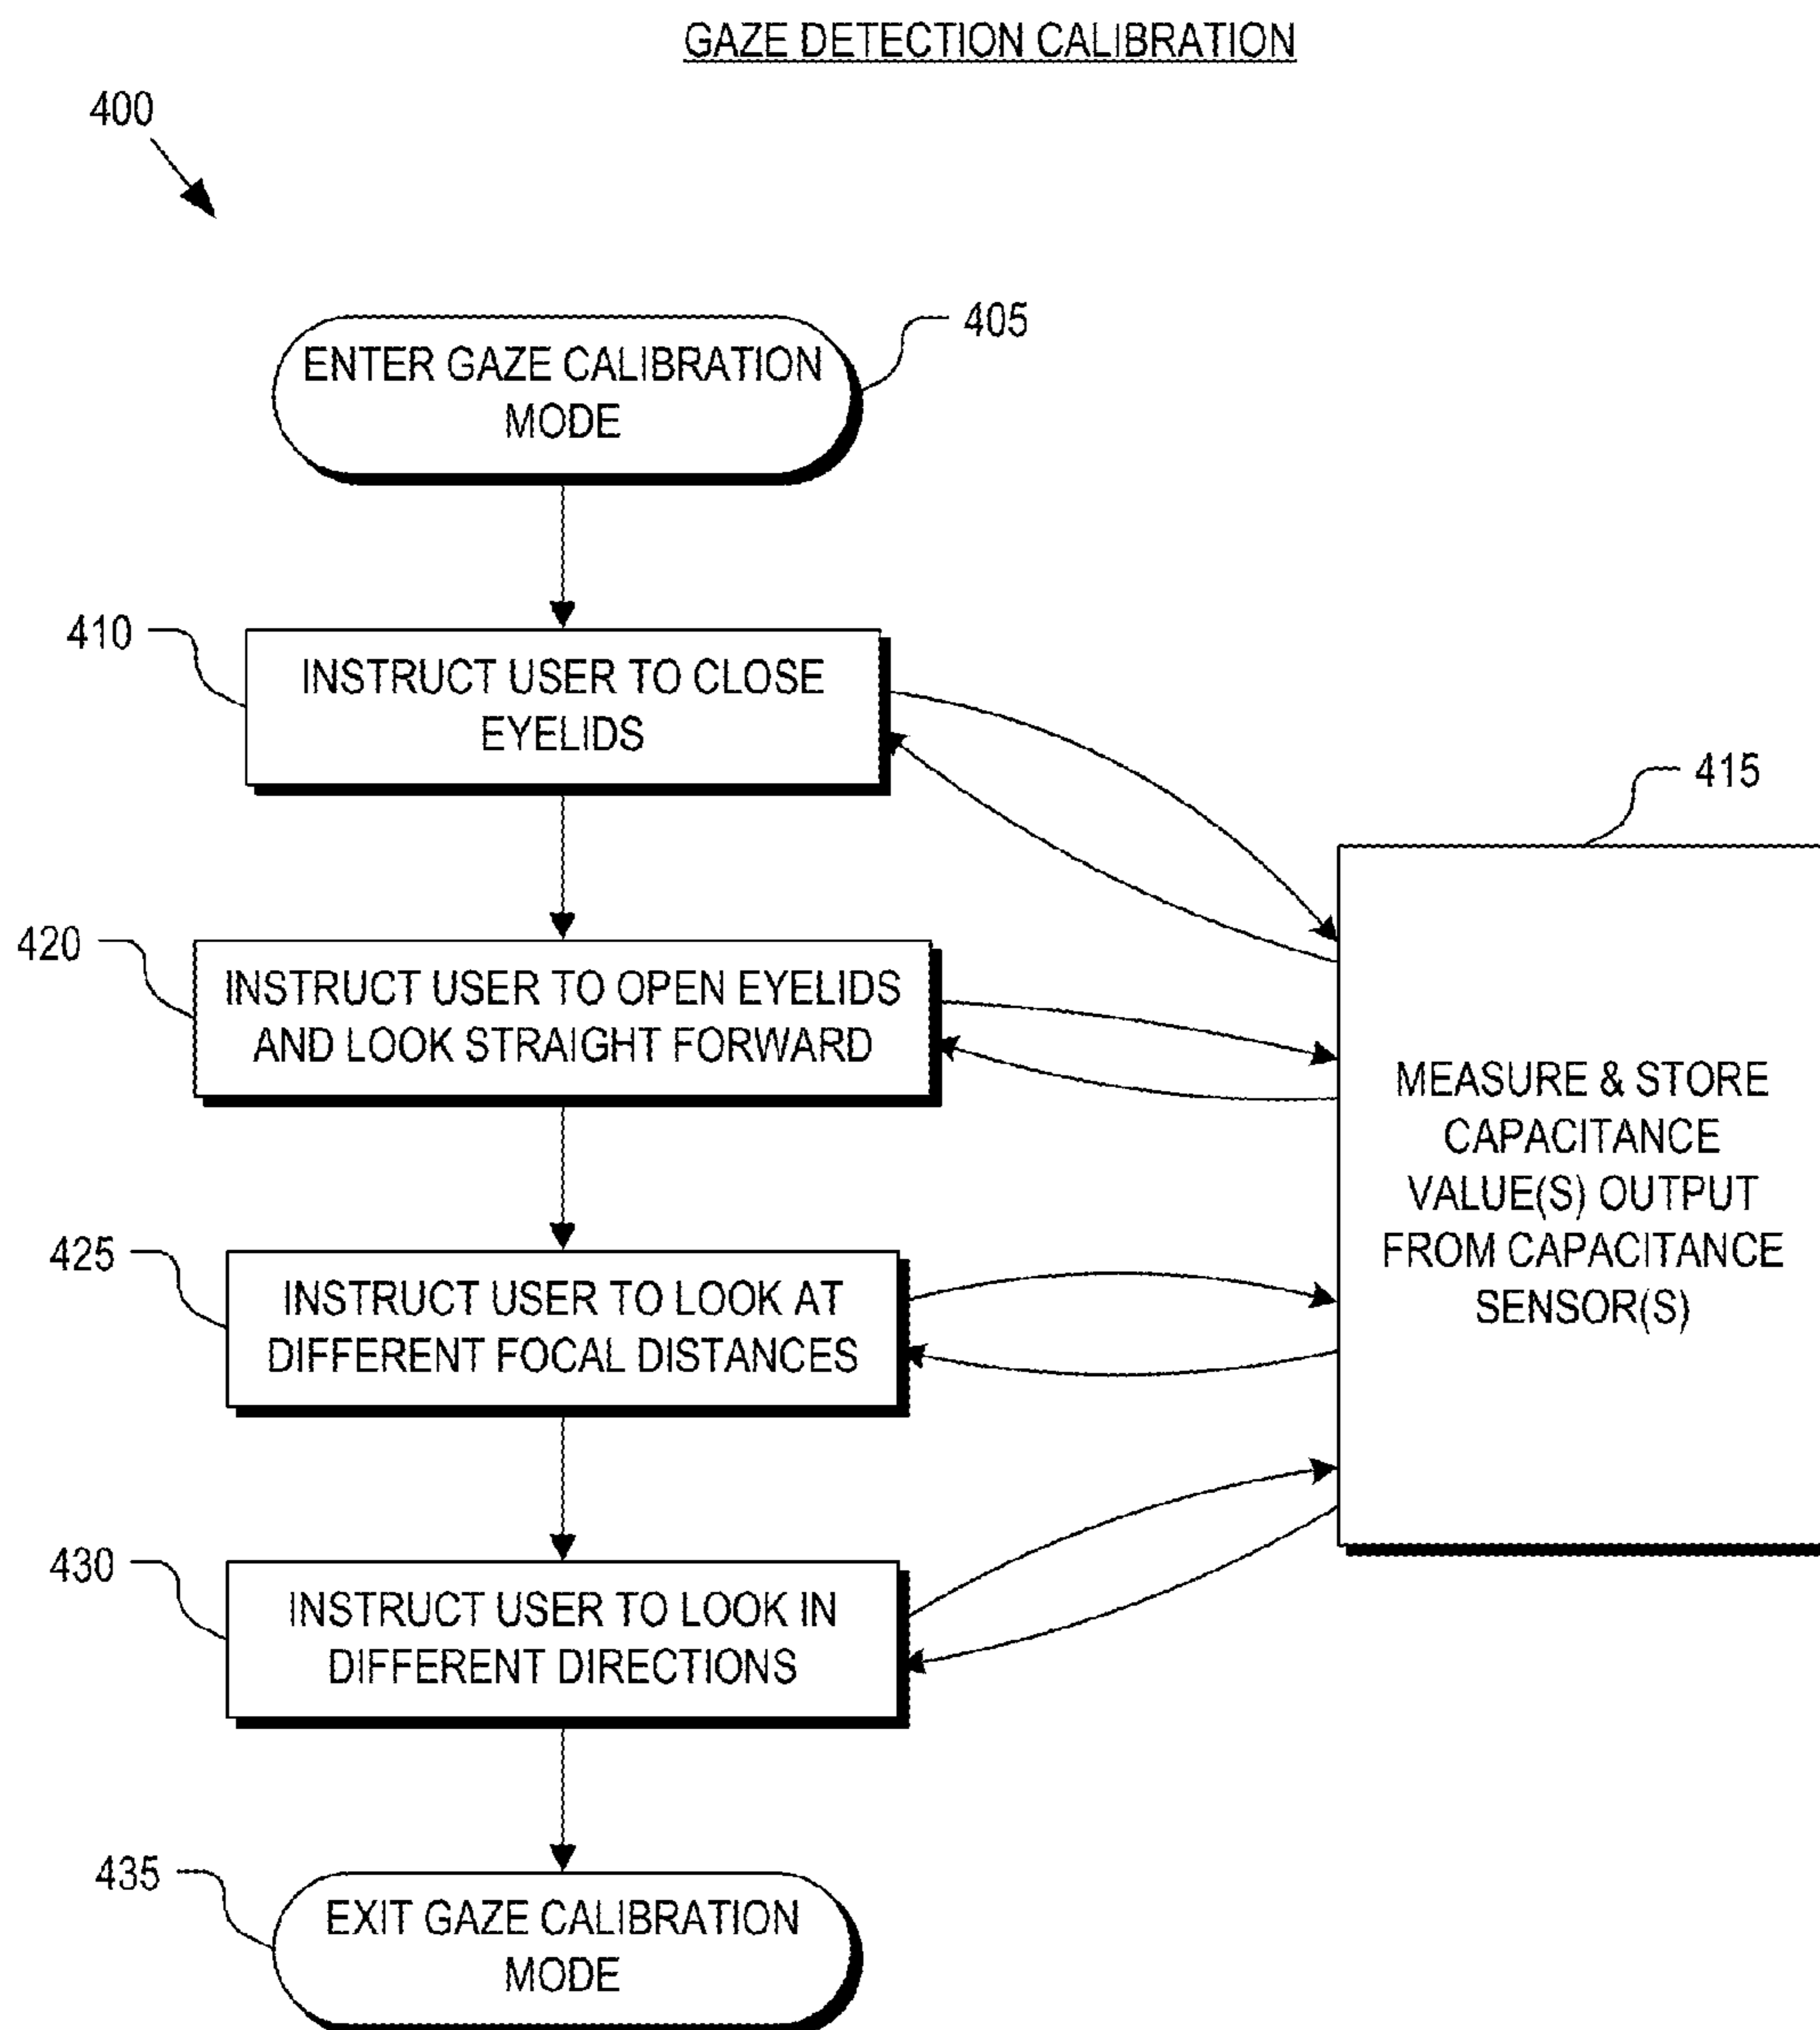 GAZE DETECTION CALIBRATION
400
405
ENTER GAZE CALIBRATION
MODE
410
INSTRUCT USER TO CLOSE
EYELIDS
415
MEASURE & STORE
CAPACITANCE
VALUE(S) OUTPUT
FROM CAPACITANCE
SENSOR(S)
420
INSTRUCT USER TO OPEN EYELIDS
AND LOOK STRAIGHT FORWARD
425
INSTRUCT USER TO LOOK AT
DIFFERENT FOCAL DISTANCES
430
INSTRUCT USER TO LOOK IN
DIFFERENT DIRECTIONS
435
EXIT GAZE CALIBRATION
MODE